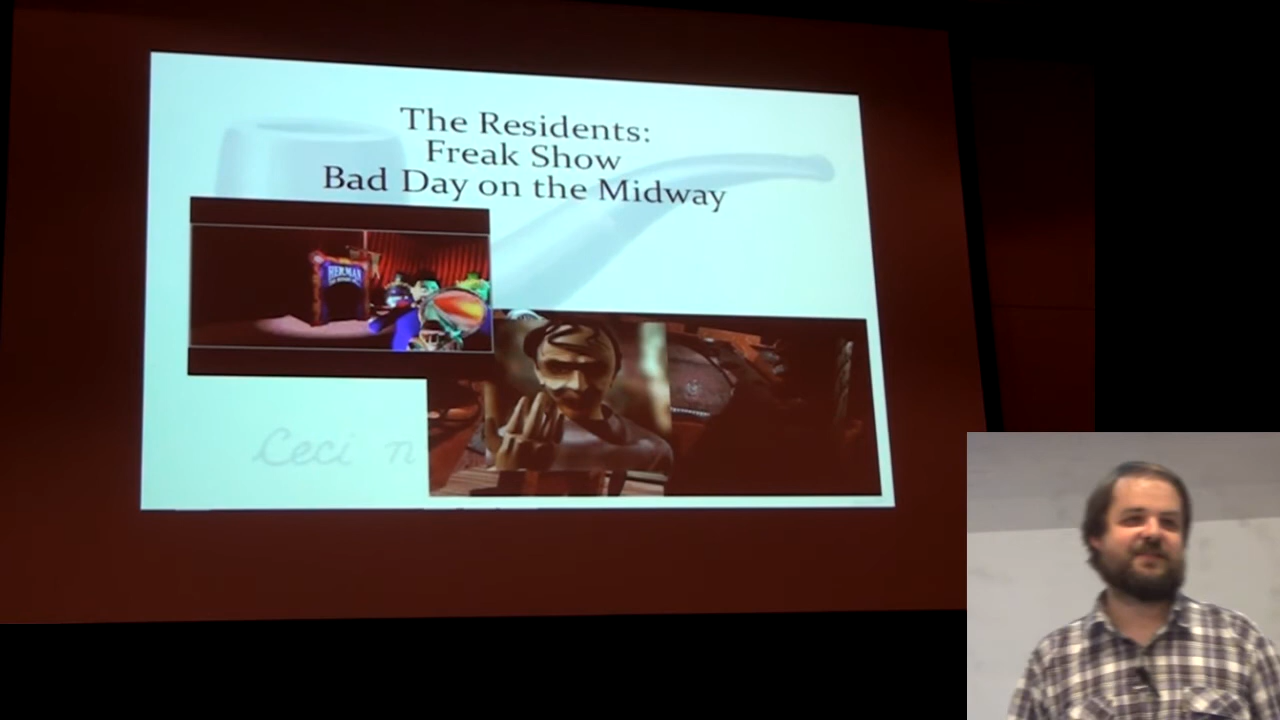 The Residents:
Freak Show
Bad Day on the Midway
HERMAN
Ceci n